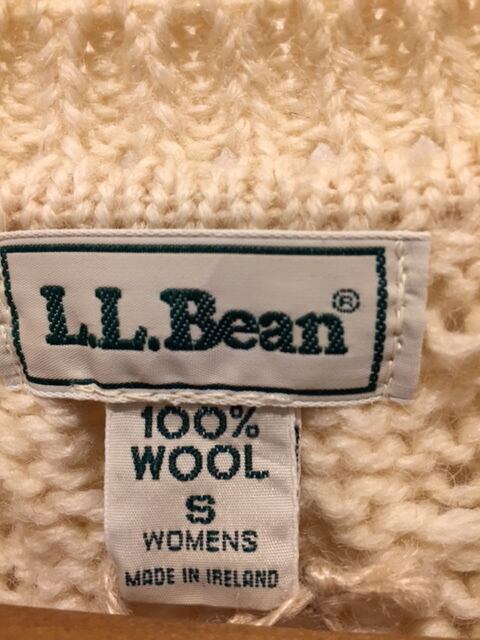 L.L.Bean®
100%
WOOL
S
WOMENS
MADE IN IRELAND